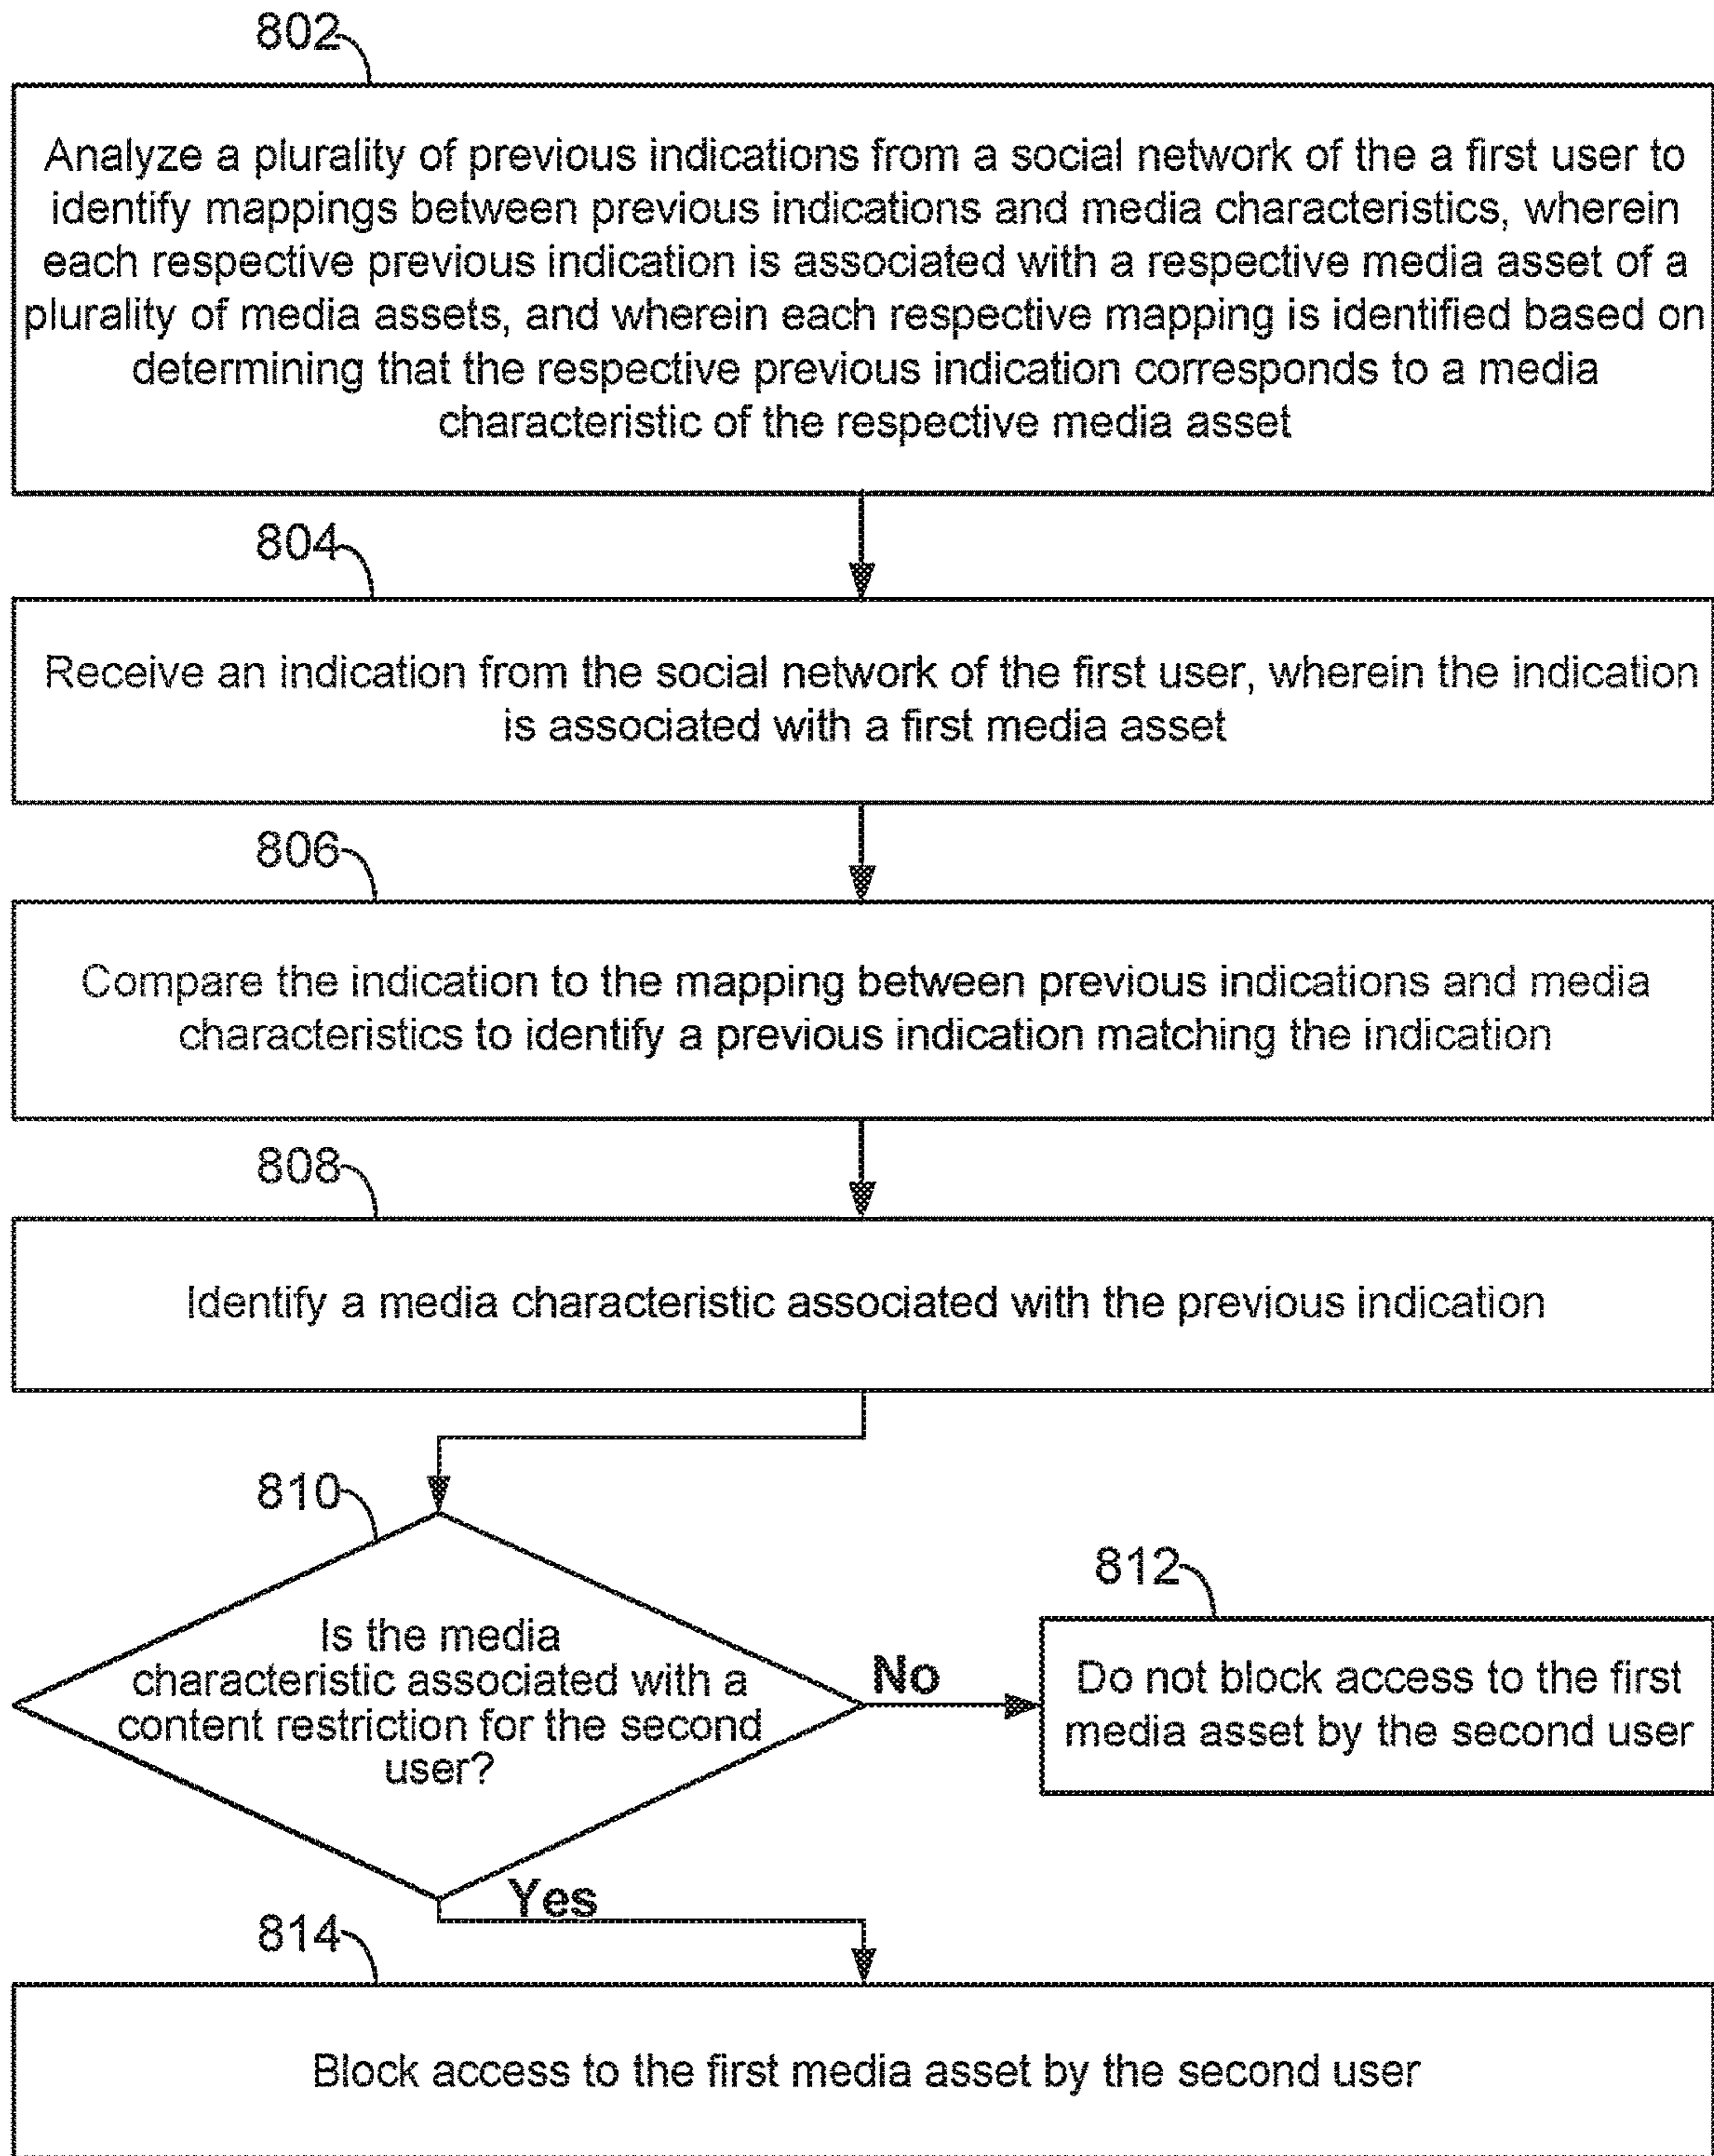 802
Analyze a plurality of previous indications from a social network of the a first user to
identify mappings between previous indications and media characteristics, wherein
each respective previous indication is associated with a respective media asset of a
plurality of media assets, and wherein each respective mapping is identified based on
determining that the respective previous indication corresponds to a media
characteristic of the respective media asset
804
Receive an indication from the social network of the first user, wherein the indication
is associated with a first media asset
806
Compare the indication to the mapping between previous indications and media
characteristics to identify a previous indication matching the indication
808
Identify a media characteristic associated with the previous indication
810
Is the media
characteristic associated with a
content restriction for the second
user?
No
812
Do not block access to the first
media asset by the second user
Yes
814
Block access to the first media asset by the second user